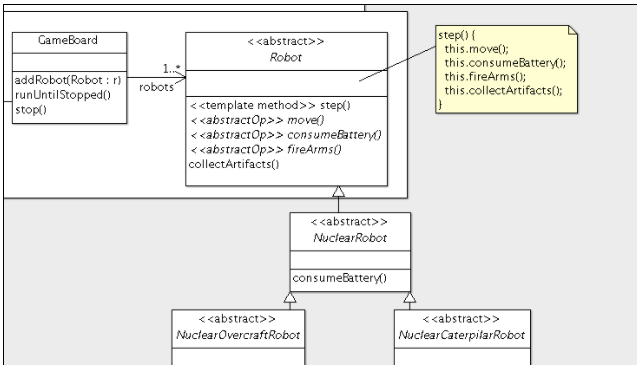 GameBoard
addRobot(Robot : r)
runUntilStopped()
stop()
1..*
robots
<<abstract>>
Robot
<<template method>> step()
<<abstractOp>> move()
<<abstractOp>> consumeBattery()
<<abstractOp>> fireArms()
collectArtifacts()
step() {
this.move();
this.consumeBattery();
this.fireArms();
this.collectArtifacts();
}
<<abstract>>
NuclearRobot
consumeBattery()
<<abstract>>
NuclearOvercraftRobot
<<abstract>>
NuclearCaterpilarRobot